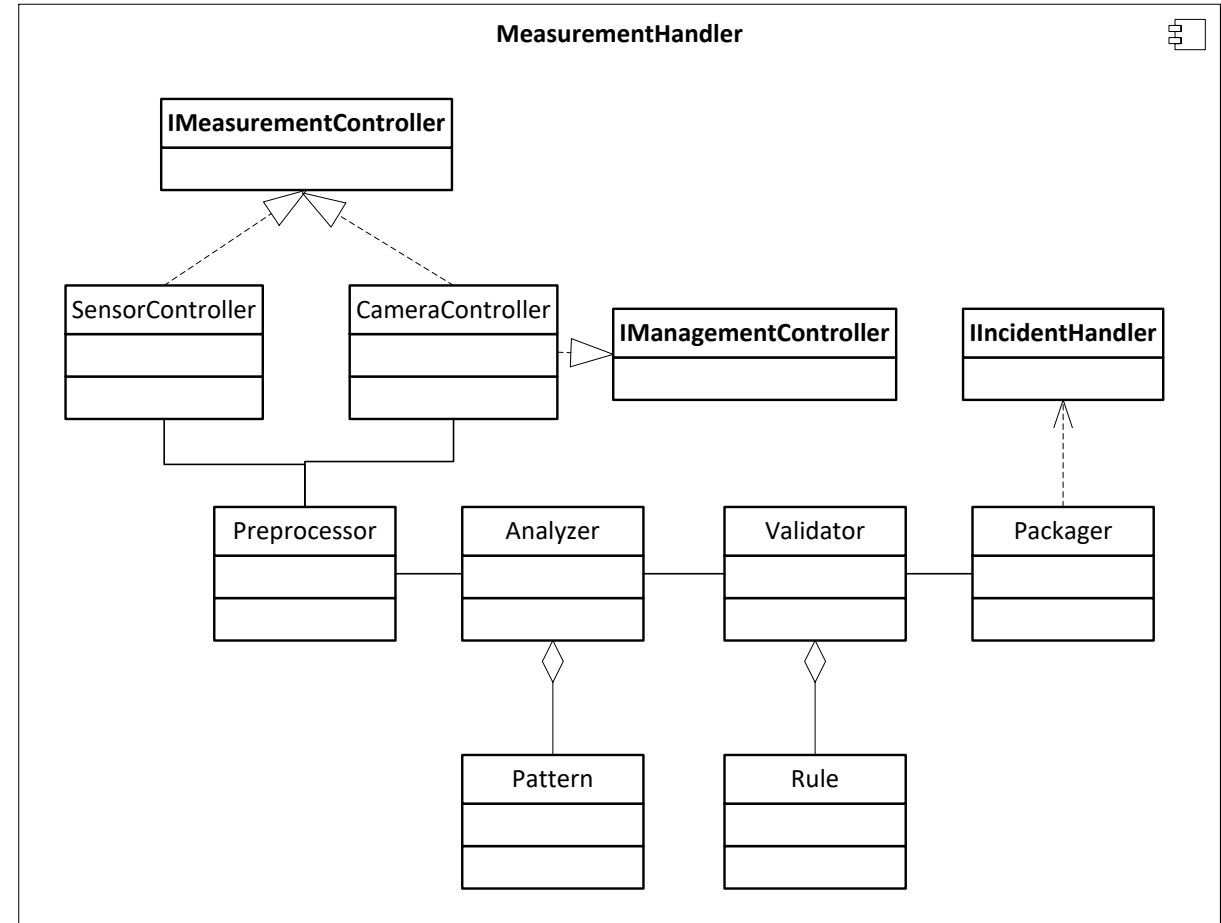 MeasurementHandler
IMeasurementController
SensorController
CameraController
IManagementController
IIncidentHandler
Preprocessor
Analyzer
Validator
Packager
Pattern
Rule